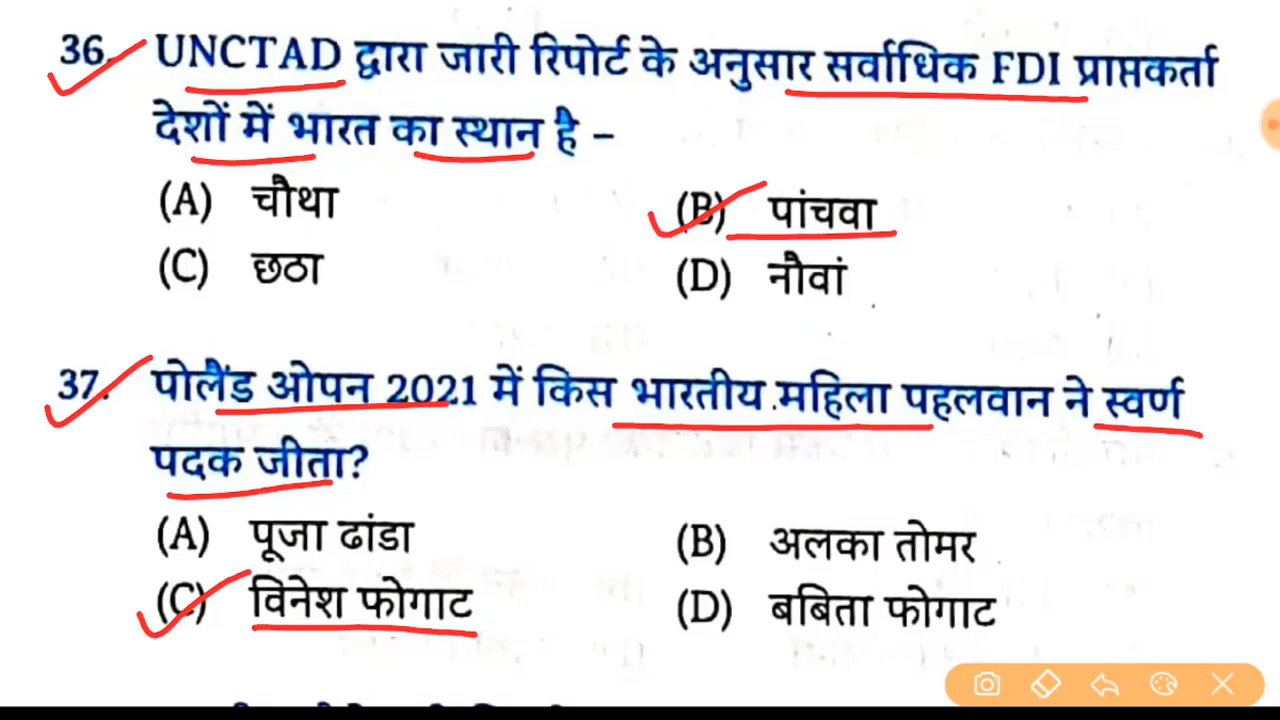 36. UNCTAD द्वारा जारी रिपोर्ट के अनुसार सर्वाधिक FDI प्राप्तकर्ता
देशों में भारत का स्थान है –
(A) चौथा (B) पांचवा
(C) छठा (D) नौवां
37. पोलैंड ओपन 2021 में किस भारतीय महिला पहलवान ने स्वर्ण
पदक जीता?
(A) पूजा ढांडा (B) अलका तोमर
(C) विनेश फोगाट (D) बबिता फोगाट